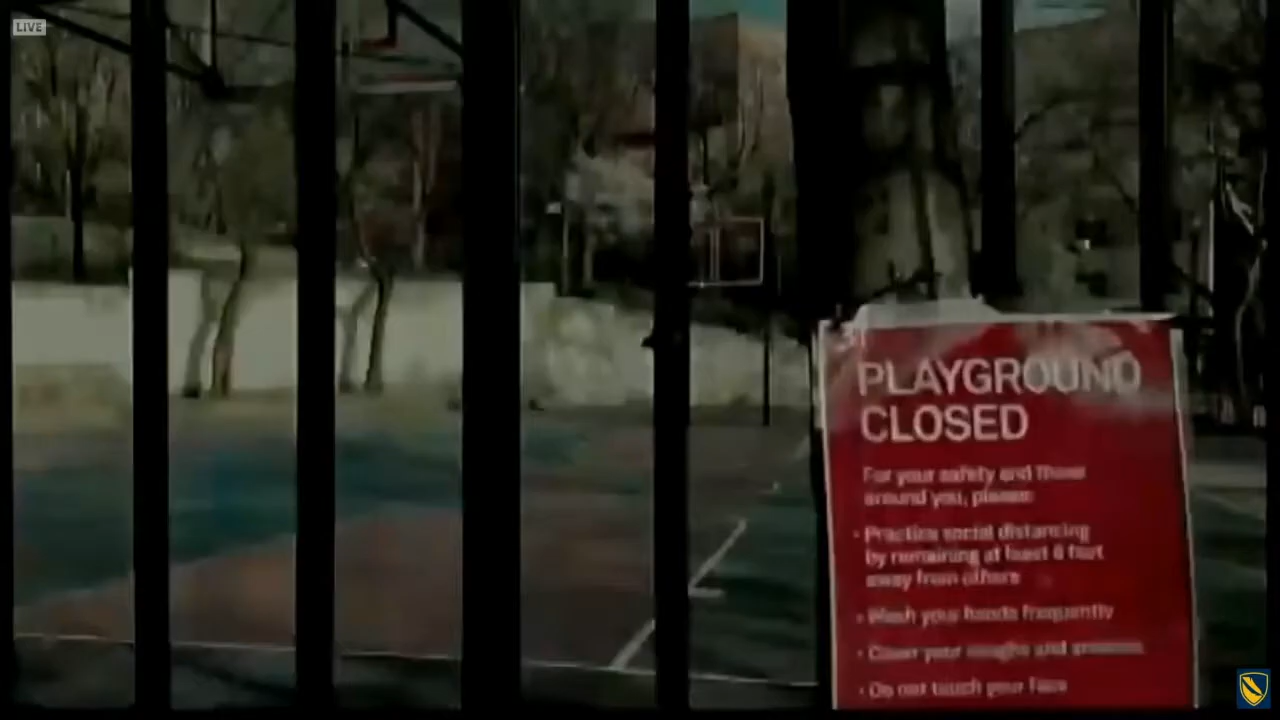 LIVE
PLAYGROUND
CLOSED
For your safety and those
around you, please:
• Practice social distancing
by remaining at least 6 feet
away from others
• Wash your hands frequently
• Cover your coughs and sneezes
• Do not touch your face